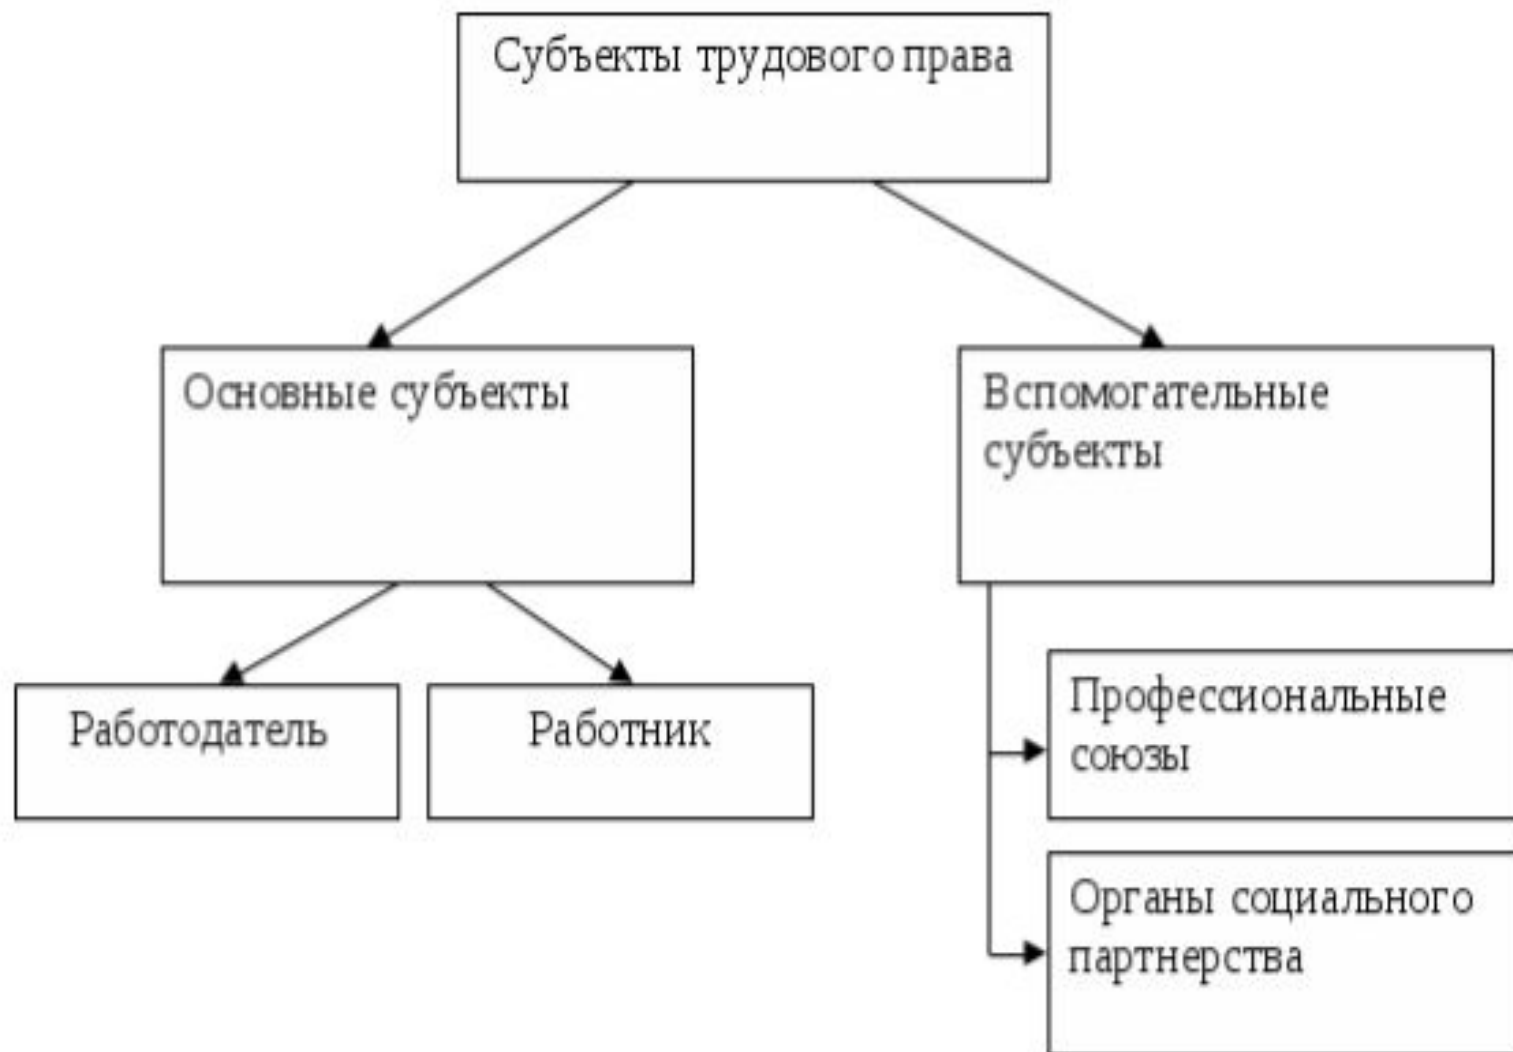 Субъекты трудового права
Основные субъекты
Вспомогательные
субъекты
Работодатель
Работник
Профессиональные
союзы
Органы социального
партнерства